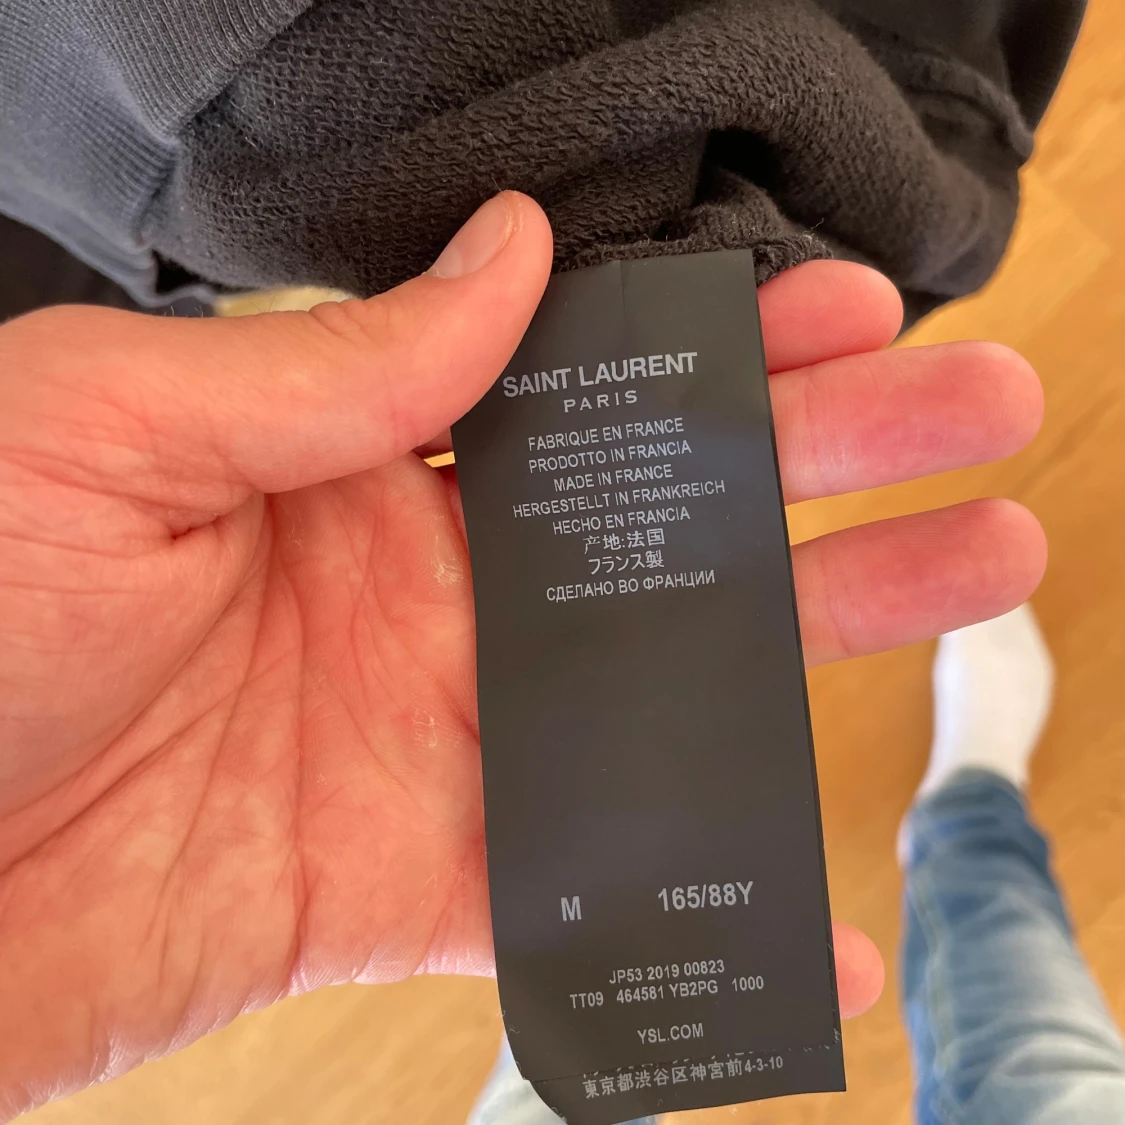 SAINT LAURENT
PARIS
FABRIQUE EN FRANCE
PRODOTTO IN FRANCIA
MADE IN FRANCE
HERGESTELLT IN FRANKREICH
HECHO EN FRANCIA
产地:法国
フランス製
СДЕЛАНО ВО ФРАНЦИИ
M 165/88Y
JP53 2019 00823
TT09 464581 YB2PG 1000
YSL.COM
東京都渋谷区神宮前4-3-10